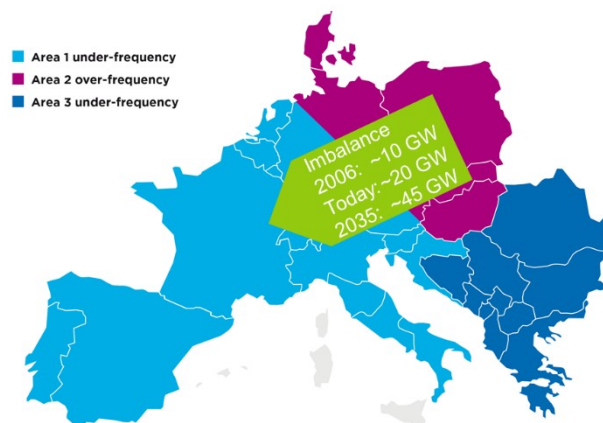 Area 1 under-frequency
Area 2 over-frequency
Area 3 under-frequency
Imbalance
2006: ~10 GW
Today:~20 GW
2035: ~45 GW